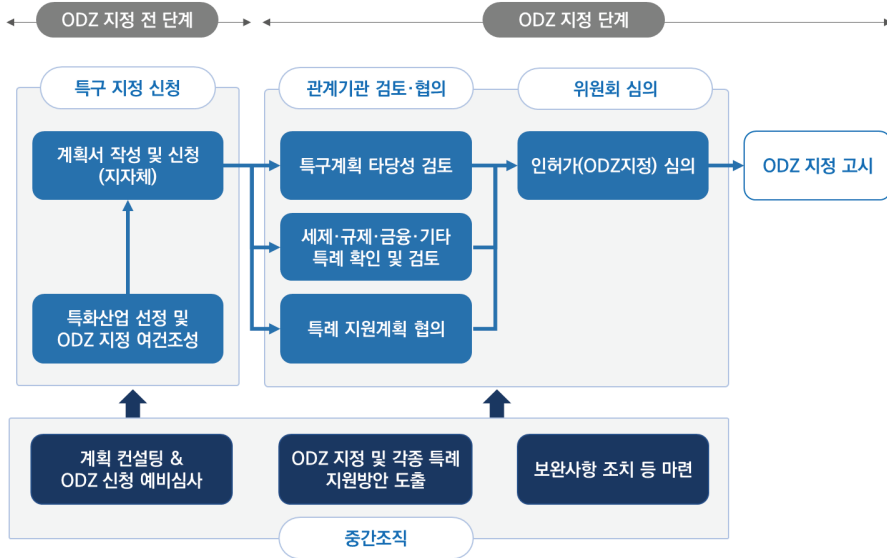 ODZ 지정 전 단계
ODZ 지정 단계
특구 지정 신청
관계기관 검토·협의
위원회 심의
계획서 작성 및 신청
(지자체)
특구계획 타당성 검토
인허가(ODZ지정) 심의
ODZ 지정 고시
세제·규제·금융·기타
특례 확인 및 검토
특화산업 선정 및
ODZ 지정 여건조성
특례 지원계획 협의
계획 컨설팅 &
ODZ 신청 예비심사
ODZ 지정 및 각종 특례
지원방안 도출
보완사항 조치 등 마련
중간조직